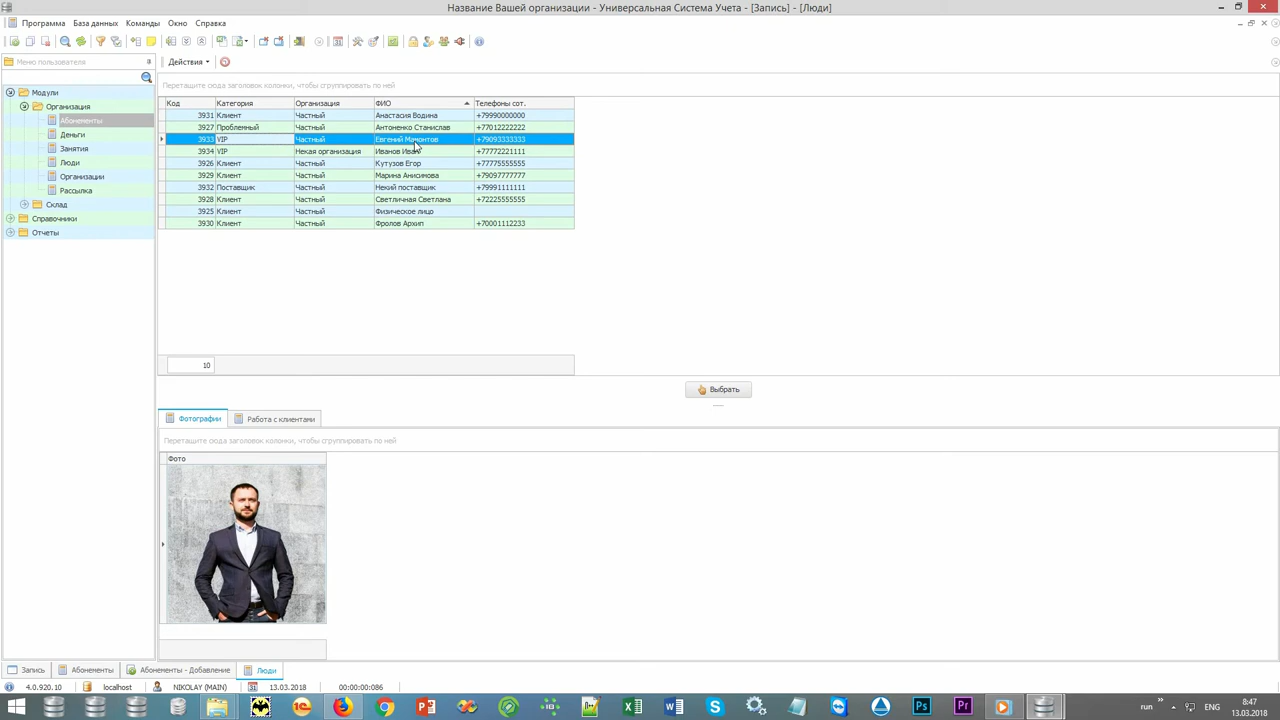 Название Вашей организации - Универсальная Система Учета - [Запись] - [Люди]
Программа База данных Команды Окно Справка
Меню пользователя
Действия
Перетащите сюда заголовок колонки, чтобы сгруппировать по ней
Модули
Организация
Абонементы
Деньги
Занятия
Люди
Организации
Рассылка
Склад
Справочники
Отчеты
Код Категория Организация ФИО Телефоны сот.
3931 Клиент Частный Анастасия Водина +79990000000
3927 Проблемный Частный Антоненко Станислав +77012222222
3933 VIP Частный Евгений Мамонтов +79093333333
3934 VIP Некая организация Иванов Иван +77772221111
3926 Клиент Частный Кутузов Егор +77775555555
3929 Клиент Частный Марина Анисимова +79097777777
3932 Поставщик Частный Некий поставщик +79991111111
3928 Клиент Частный Светличная Светлана +72225555555
3925 Клиент Частный Физическое лицо
3930 Клиент Частный Фролов Архип +70001112233
10
Выбрать
Фотографии Работа с клиентами
Перетащите сюда заголовок колонки, чтобы сгруппировать по ней
Фото
Запись Абонементы Абонементы - Добавление Люди
4.0.920.10 localhost NIKOLAY (MAIN) 13.03.2018 00:00:00:086
run ENG 8:47
13.03.2018